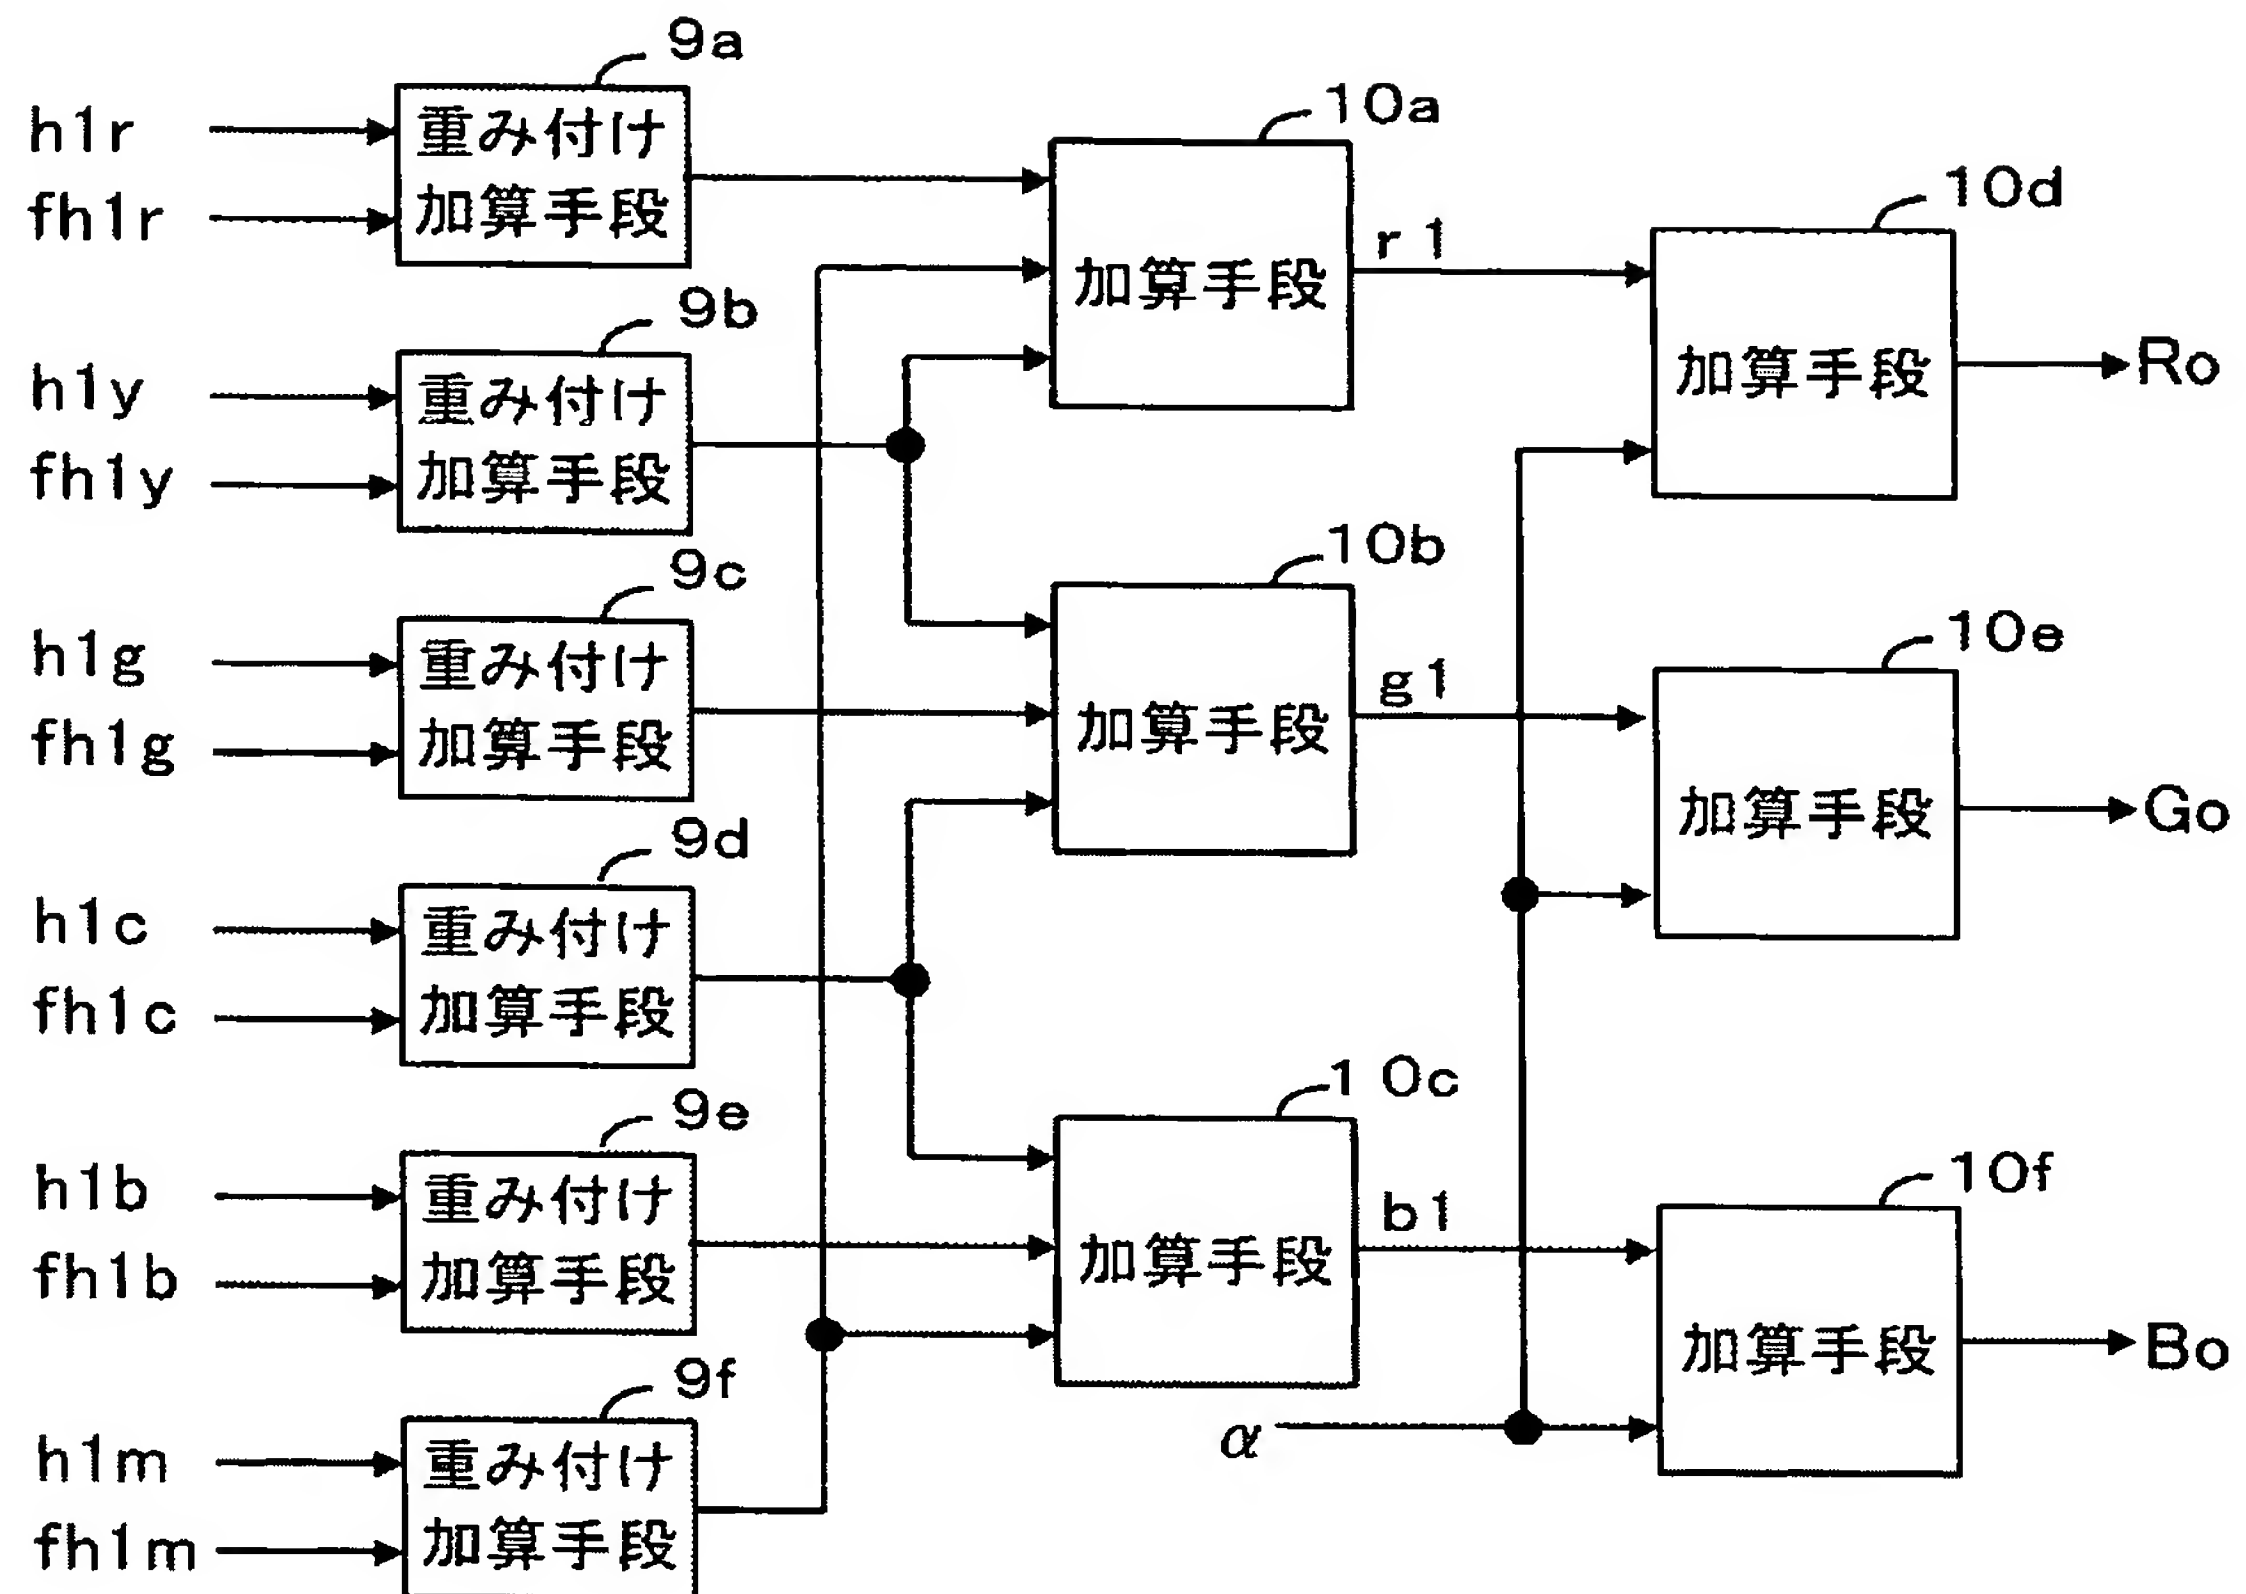 9a
h1r
fh1r
重み付け
加算手段
9b
h1y
fh1y
重み付け
加算手段
9c
h1g
fh1g
重み付け
加算手段
9d
h1c
fh1c
重み付け
加算手段
9e
h1b
fh1b
重み付け
加算手段
9f
h1m
fh1m
重み付け
加算手段
10a
加算手段
r1
10b
加算手段
g1
10c
加算手段
b1
α
10d
加算手段
Ro
10e
加算手段
Go
10f
加算手段
Bo